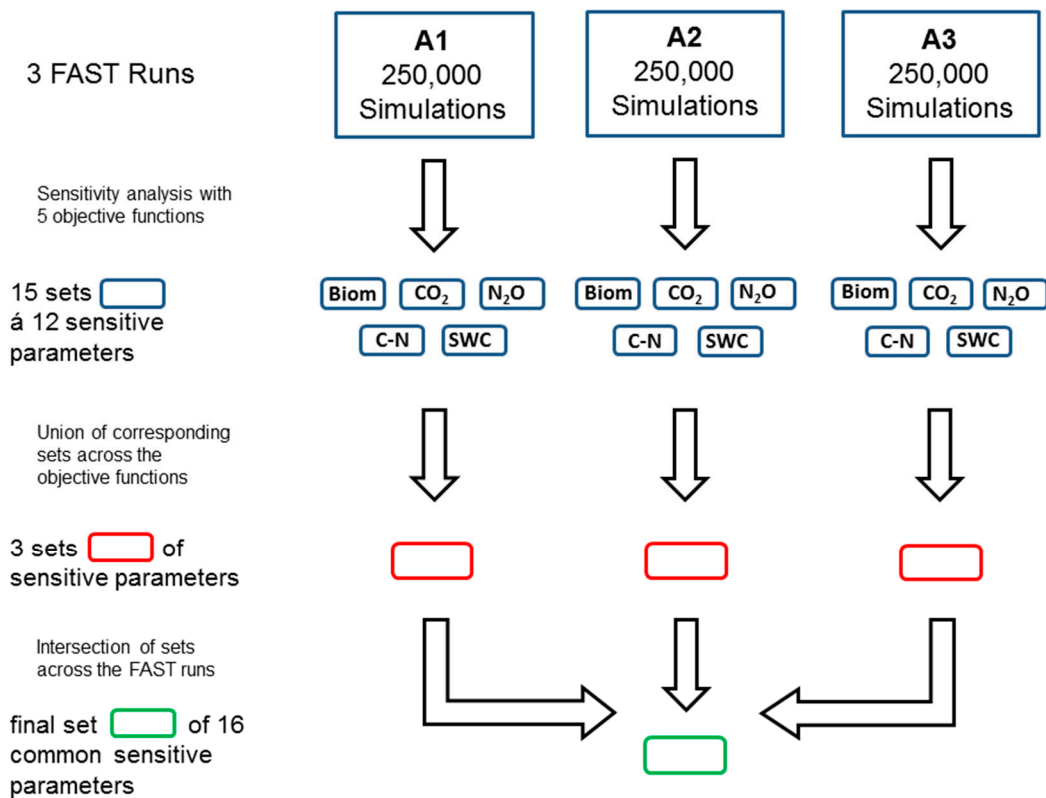 3 FAST Runs
A1
250,000
Simulations
A2
250,000
Simulations
A3
250,000
Simulations
Sensitivity analysis with
5 objective functions
15 sets
á 12 sensitive
parameters
Biom CO₂ N₂O
C-N SWC
Biom CO₂ N₂O
C-N SWC
Biom CO₂ N₂O
C-N SWC
Union of corresponding
sets across the
objective functions
3 sets of
sensitive parameters
Intersection of sets
across the FAST runs
final set of 16
common sensitive
parameters